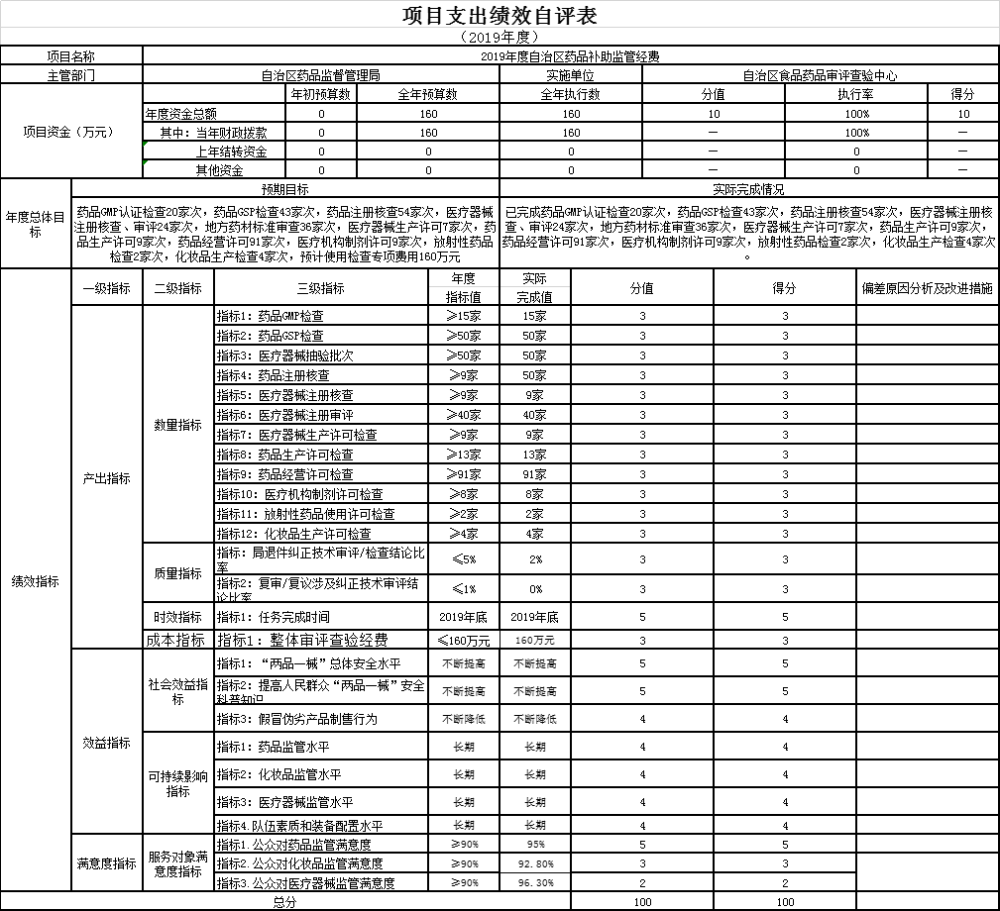 项目支出绩效自评表
（2019年度）
项目名称 2019年度自治区药品补助监管经费
主管部门 自治区药品监督管理局 实施单位 自治区食品药品审评查验中心
项目资金（万元） 年初预算数 全年预算数 全年执行数 分值 执行率 得分
年度资金总额 0 160 160 10 100% 10
其中：当年财政拨款 0 160 160 — 100% —
上年结转资金 0 0 0 — 0 —
其他资金 0 0 0 — 0 —
年度总体目标
预期目标 实际完成情况
药品GMP认证检查20家次，药品GSP检查43家次，药品注册核查54家次，医疗器械
注册核查、审评24家次，地方药材标准审查36家次，医疗器械生产许可7家次，药
品生产许可9家次，药品经营许可91家次，医疗机构制剂许可9家次，放射性药品
检查2家次，化妆品生产检查4家次，预计使用检查专项费用160万元
已完成药品GMP认证检查20家次，药品GSP检查43家次，药品注册核查54家次，医疗器械注册核
查、审评24家次，地方药材标准审查36家次，医疗器械生产许可7家次，药品生产许可9家次，
药品经营许可91家次，医疗机构制剂许可9家次，放射性药品检查2家次，化妆品生产检查4家次
。
绩效指标 一级指标 二级指标 三级指标 年度指标值 实际完成值 分值 得分 偏差原因分析及改进措施
产出指标
数量指标
指标1：药品GMP检查 ≥15家 15家 3 3
指标2：药品GSP检查 ≥50家 50家 3 3
指标3：医疗器械抽验批次 ≥50家 50家 3 3
指标4：药品注册核查 ≥9家 50家 3 3
指标5：医疗器械注册核查 ≥9家 9家 3 3
指标6：医疗器械注册审评 ≥40家 40家 3 3
指标7：医疗器械生产许可检查 ≥9家 9家 3 3
指标8：药品生产许可检查 ≥13家 13家 3 3
指标9：药品经营许可检查 ≥91家 91家 3 3
指标10：医疗机构制剂许可检查 ≥8家 8家 3 3
指标11：放射性药品使用许可检查 ≥2家 2家 3 3
指标12：化妆品生产许可检查 ≥4家 4家 3 3
质量指标
指标：局退件纠正技术审评/检查结论比率 ≤5% 2% 3 3
指标2：复审/复议涉及纠正技术审评结论比率 ≤1% 0% 3 3
时效指标 指标1：任务完成时间 2019年底 2019年底 5 5
成本指标 指标1：整体审评查验经费 ≤160万元 160万元 3 3
效益指标
社会效益指标
指标1：“两品一械”总体安全水平 不断提高 不断提高 5 5
指标2：提高人民群众“两品一械”安全科普知识 不断提高 不断提高 5 5
指标3：假冒伪劣产品制售行为 不断降低 不断降低 4 4
可持续影响指标
指标1：药品监管水平 长期 长期 4 4
指标2：化妆品监管水平 长期 长期 4 4
指标3：医疗器械监管水平 长期 长期 4 4
指标4.队伍素质和装备配置水平 长期 长期 4 4
满意度指标
服务对象满意度指标
指标1.公众对药品监管满意度 ≥90% 95% 5 5
指标2.公众对化妆品监管满意度 ≥90% 92.80% 3 3
指标3.公众对医疗器械监管满意度 ≥90% 96.30% 2 2
总分 100 100